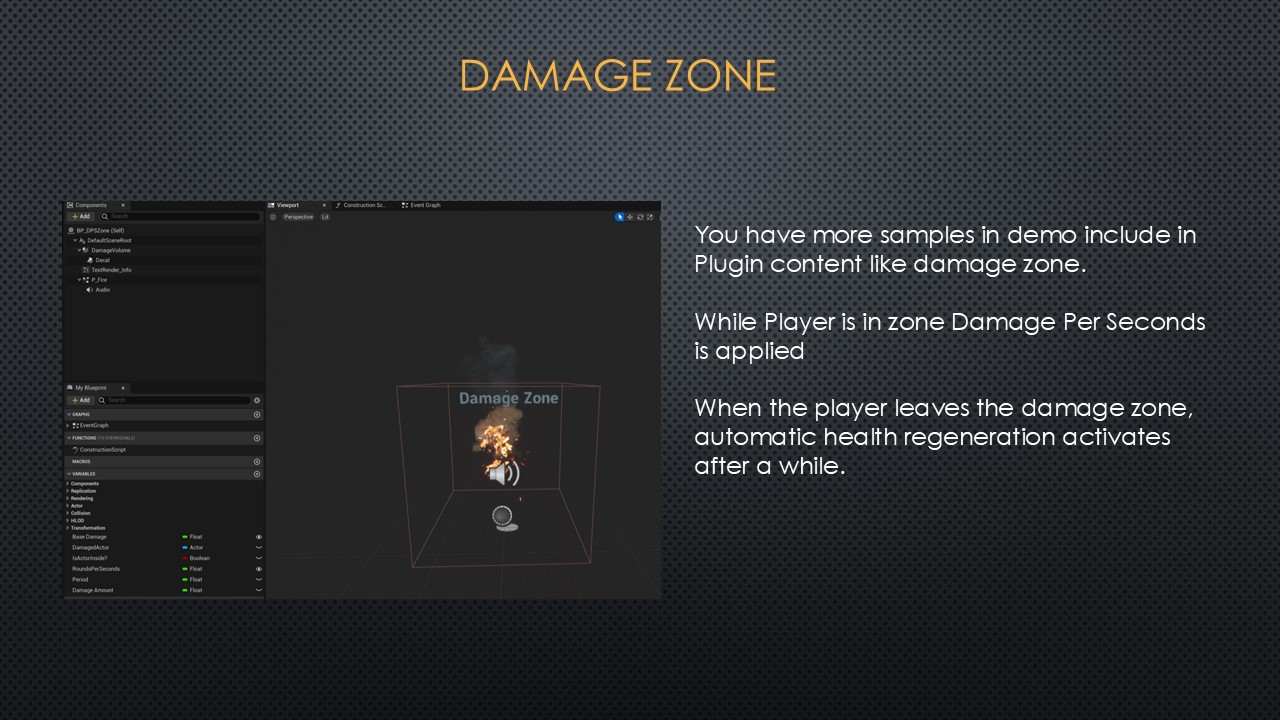 DAMAGE ZONE
Components
+ Add
Search
BP_DPSZone (Self)
DefaultSceneRoot
DamageVolume
Decal
TextRender_Info
P_Fire
Audio
My Blueprint
+ Add
Search
GRAPHS
EventGraph
FUNCTIONS (18 OVERRIDABLE)
ConstructionScript
MACROS
VARIABLES
Components
Replication
Rendering
Actor
Collision
HLOD
Transformation
Base Damage Float
DamagedActor Actor
IsActorInside? Boolean
RoundsPerSeconds Float
Period Float
Damage Amount Float
Viewport
Construction Sc...
Event Graph
Perspective
Lit
Damage Zone
You have more samples in demo include in
Plugin content like damage zone.
While Player is in zone Damage Per Seconds
is applied
When the player leaves the damage zone,
automatic health regeneration activates
after a while.